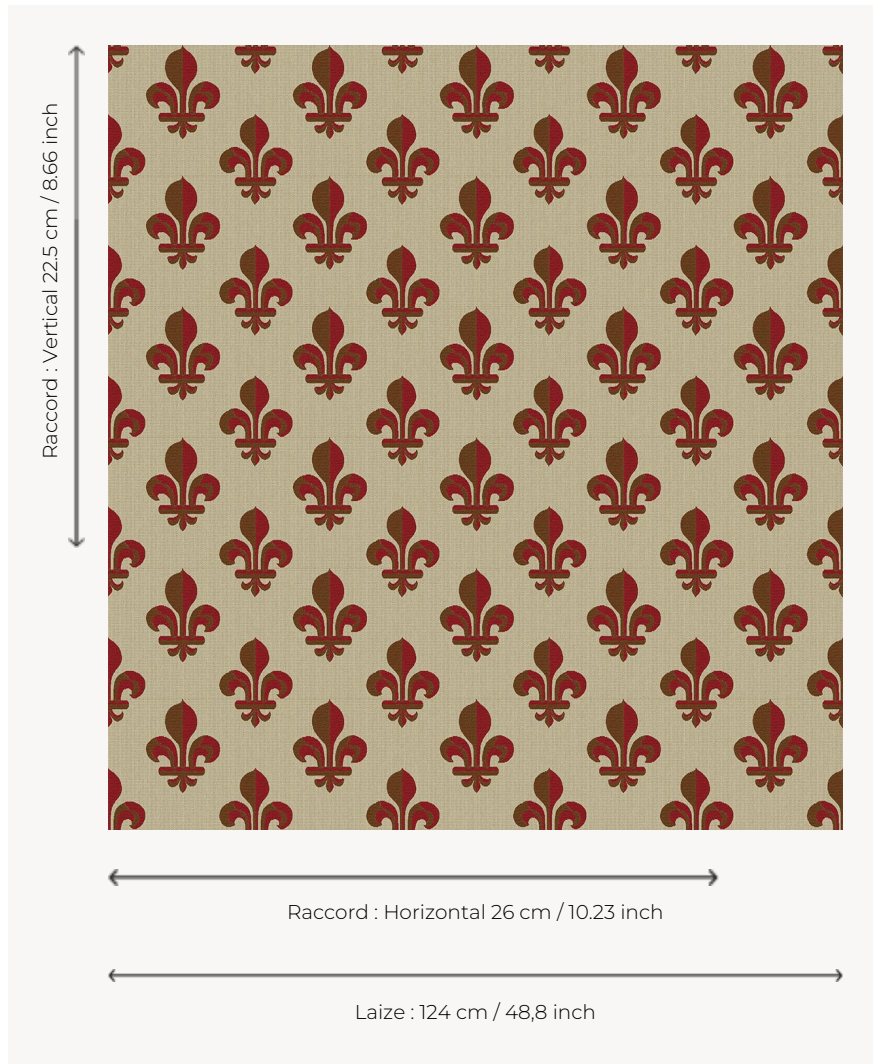 Raccord : Vertical 22.5 cm / 8.66 inch
Raccord : Horizontal 26 cm / 10.23 inch
Laize : 124 cm / 48,8 inch